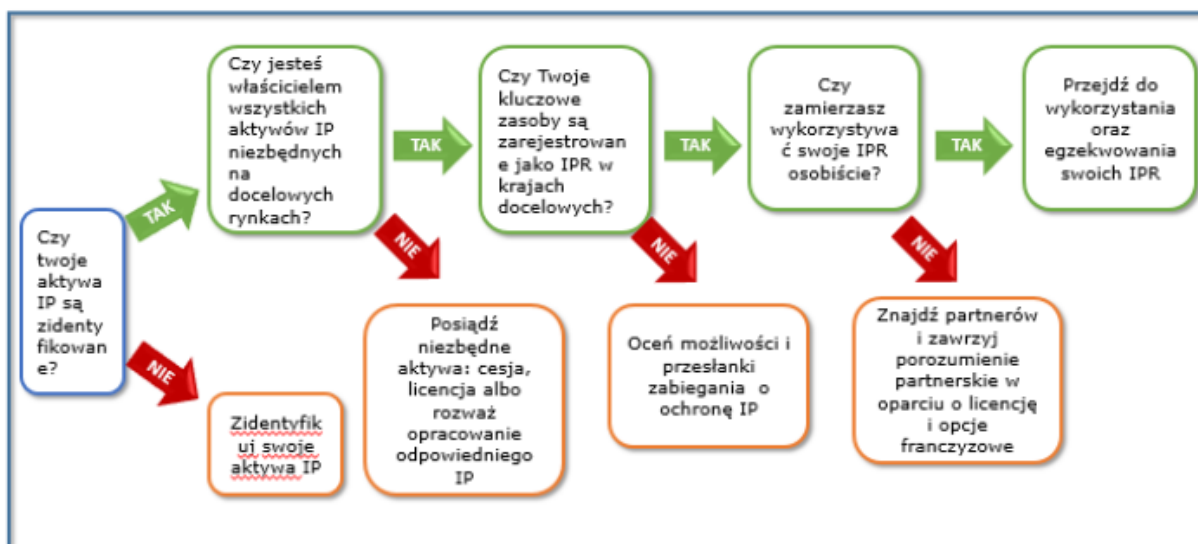 Czy
twoje
aktywa
IP są
zidenty
fikowan
e?
TAK
NIE
Czy jesteś
właścicielem
wszystkich
aktywów IP
niezbędnych
na
docelowych
rynkach?
TAK
NIE
Czy Twoje
kluczowe
zasoby są
zarejestrowan
e jako IPR w
krajach
docelowych?
TAK
NIE
Czy
zamierzasz
wykorzystywa
ć swoje IPR
osobiście?
TAK
NIE
Przejdź do
wykorzystania
oraz
egzekwowania
swoich IPR
Zidentyfik
uj swoje
aktywa IP
Posiądź
niezbędne
aktywa: cesja,
licencja albo
rozważ
opracowanie
odpowiedniego
IP
Oceń możliwości i
przesłanki
zabiegania o
ochronę IP
Znajdź partnerów
i zawrzyj
porozumienie
partnerskie w
oparciu o licencję
i opcje
franczyzowe